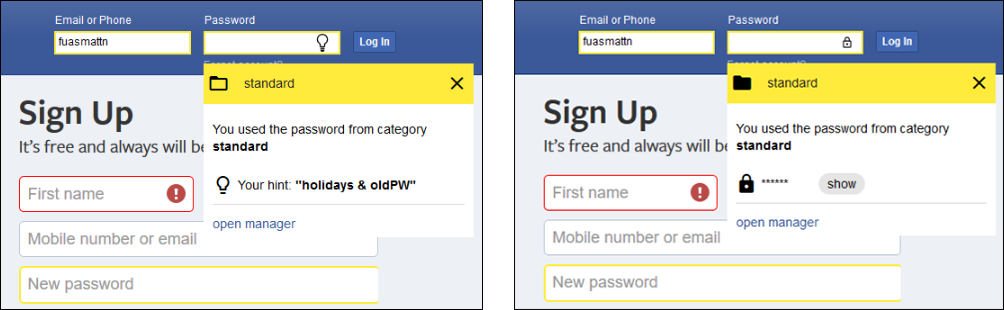 Email or Phone
Password
fuasmattn
Log In
Forgot account?
standard
Sign Up
It's free and always will be
You used the password from category
standard
Your hint: "holidays & oldPW"
First name
open manager
Mobile number or email
New password
Email or Phone
Password
fuasmattn
Log In
Forgot account?
standard
Sign Up
It's free and always will be
You used the password from category
standard
****** show
First name
open manager
Mobile number or email
New password